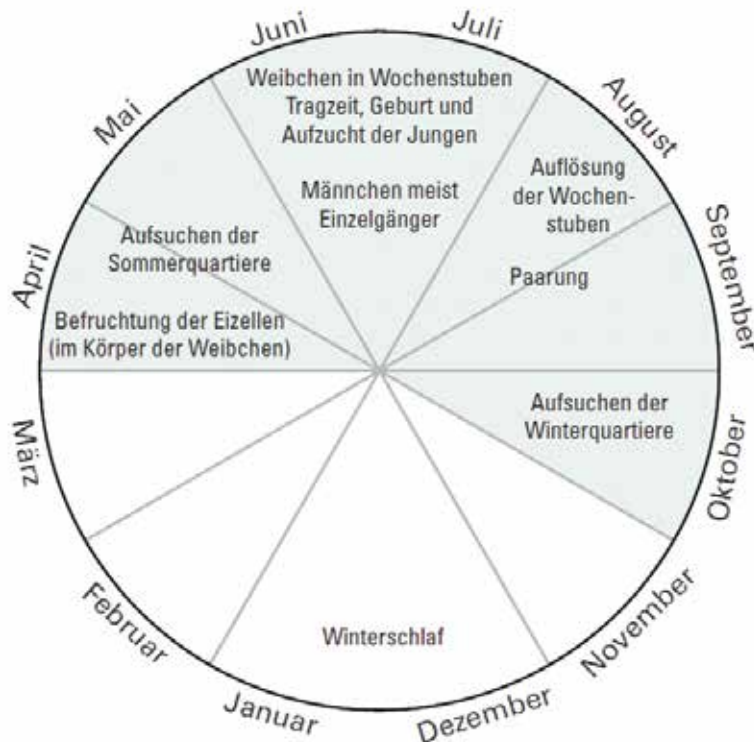 Juni
Juli
Weibchen in Wochenstuben
Tragzeit, Geburt und
Aufzucht der Jungen
Männchen meist
Einzelgänger
Mai
August
Auflösung
der Wochen-
stuben
Aufsuchen der
Sommerquartiere
Paarung
April
September
Befruchtung der Eizellen
(im Körper der Weibchen)
Aufsuchen der
Winterquartiere
März
Oktober
Februar
November
Winterschlaf
Januar
Dezember